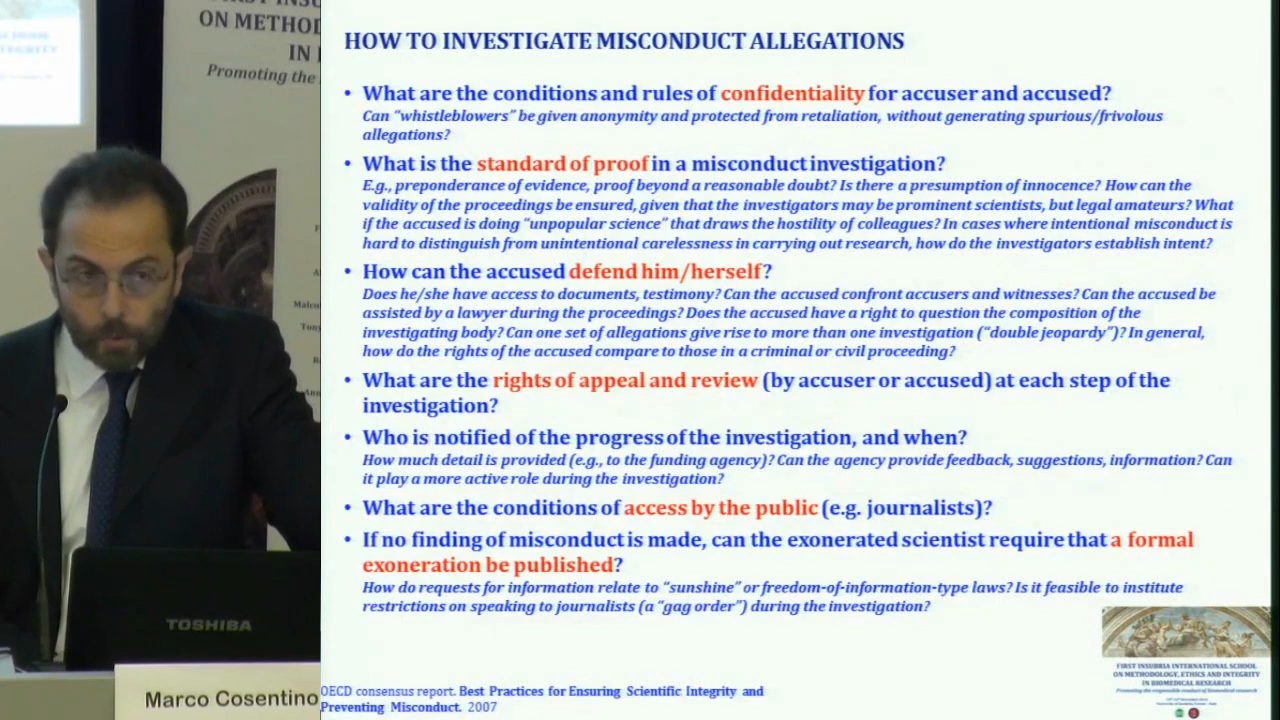 ON METHOD
IN
Promoting the
HOW TO INVESTIGATE MISCONDUCT ALLEGATIONS
• What are the conditions and rules of confidentiality for accuser and accused?
Can “whistleblowers” be given anonymity and protected from retaliation, without generating spurious/frivolous
allegations?
• What is the standard of proof in a misconduct investigation?
E.g., preponderance of evidence, proof beyond a reasonable doubt? Is there a presumption of innocence? How can the
validity of the proceedings be ensured, given that the investigators may be prominent scientists, but legal amateurs? What
if the accused is doing “unpopular science” that draws the hostility of colleagues? In cases where intentional misconduct is
hard to distinguish from unintentional carelessness in carrying out research, how do the investigators establish intent?
• How can the accused defend him/herself?
Does he/she have access to documents, testimony? Can the accused confront accusers and witnesses? Can the accused be
assisted by a lawyer during the proceedings? Does the accused have a right to question the composition of the
investigating body? Can one set of allegations give rise to more than one investigation (“double jeopardy”)? In general,
how do the rights of the accused compare to those in a criminal or civil proceeding?
• What are the rights of appeal and review (by accuser or accused) at each step of the
investigation?
• Who is notified of the progress of the investigation, and when?
How much detail is provided (e.g., to the funding agency)? Can the agency provide feedback, suggestions, information? Can
it play a more active role during the investigation?
• What are the conditions of access by the public (e.g. journalists)?
• If no finding of misconduct is made, can the exonerated scientist require that a formal
exoneration be published?
How do requests for information relate to “sunshine” or freedom-of-information-type laws? Is it feasible to institute
restrictions on speaking to journalists (a “gag order”) during the investigation?
OECD consensus report. Best Practices for Ensuring Scientific Integrity and
Preventing Misconduct. 2007
FIRST INSUBRIA INTERNATIONAL SCHOOL
ON METHODOLOGY, ETHICS AND INTEGRITY
IN BIOMEDICAL RESEARCH
Promoting the responsible conduct of biomedical research
TOSHIBA
Marco Cosentino